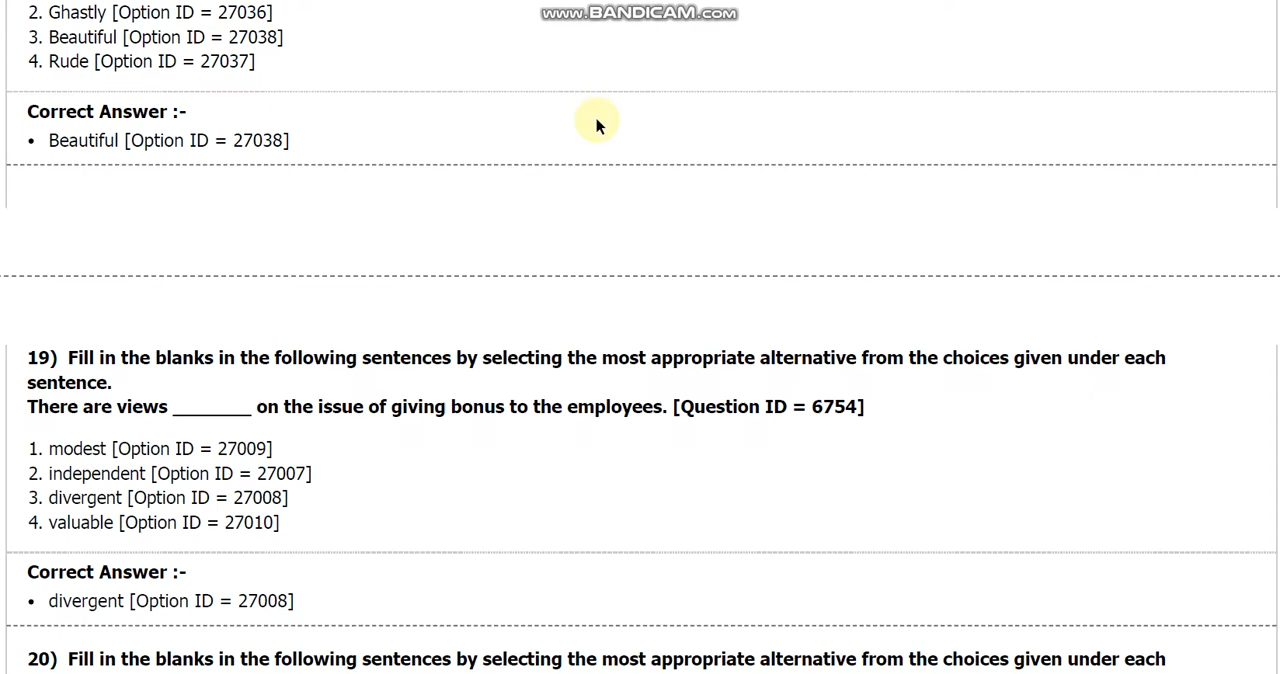 www.BANDICAM.com
2. Ghastly [Option ID = 27036]
3. Beautiful [Option ID = 27038]
4. Rude [Option ID = 27037]
Correct Answer :-
• Beautiful [Option ID = 27038]
19) Fill in the blanks in the following sentences by selecting the most appropriate alternative from the choices given under each
sentence.
There are views ________ on the issue of giving bonus to the employees. [Question ID = 6754]
1. modest [Option ID = 27009]
2. independent [Option ID = 27007]
3. divergent [Option ID = 27008]
4. valuable [Option ID = 27010]
Correct Answer :-
• divergent [Option ID = 27008]
20) Fill in the blanks in the following sentences by selecting the most appropriate alternative from the choices given under each